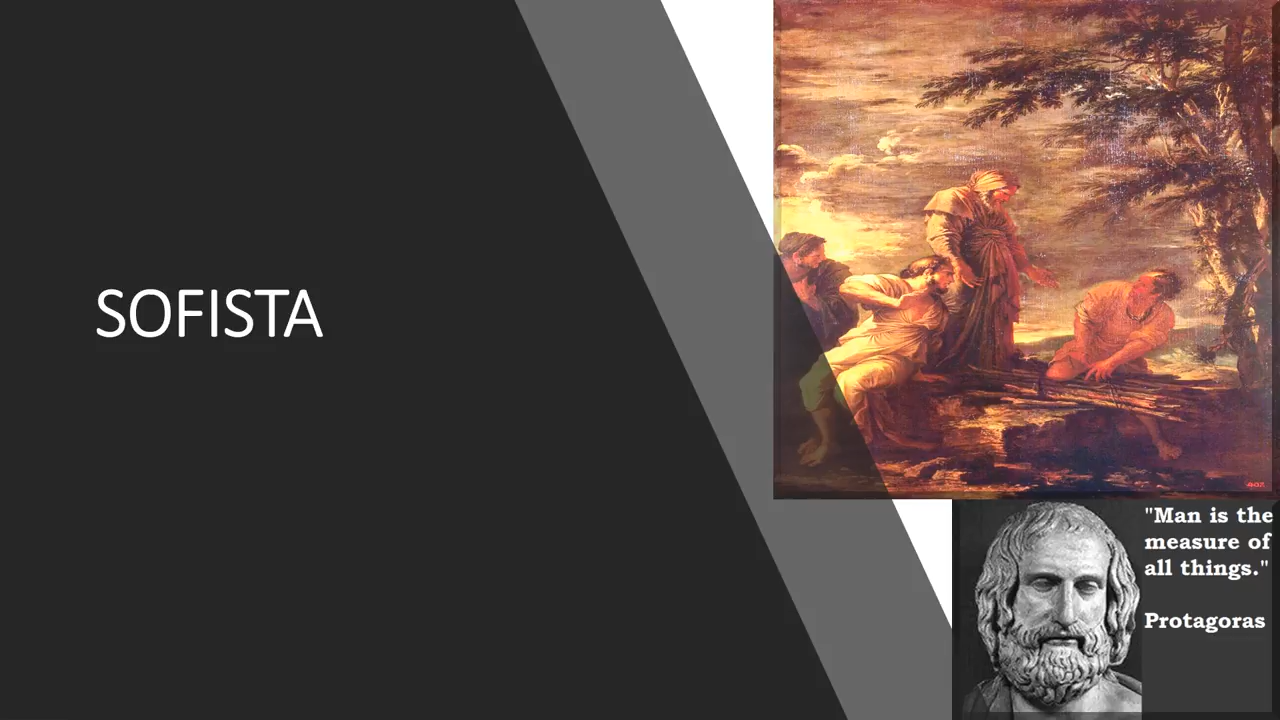 SOFISTA
"Man is the
measure of
all things."
Protagoras